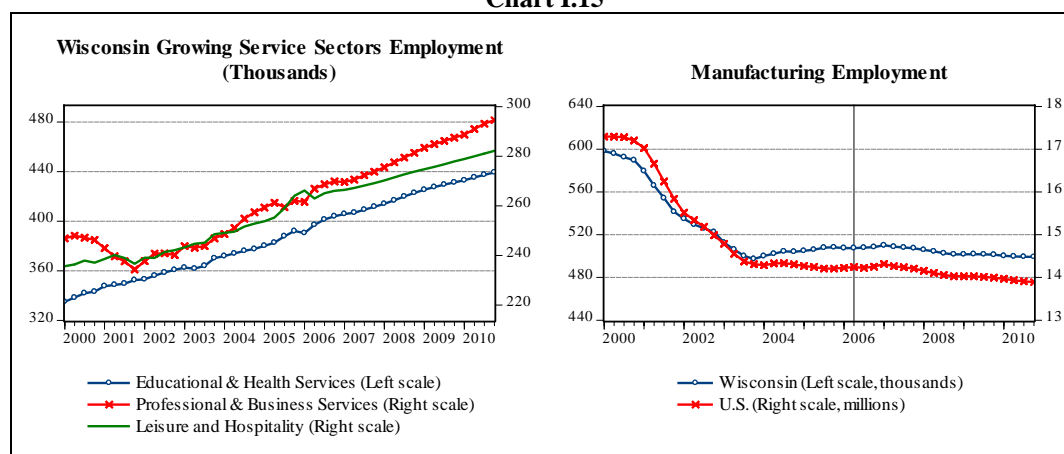 Chart 1.15
Wisconsin Growing Service Sectors Employment
(Thousands)
480
440
400
360
320
300
280
260
240
220
2000 2001 2002 2003 2004 2005 2006 2007 2008 2009 2010
Educational & Health Services (Left scale)
Professional & Business Services (Right scale)
Leisure and Hospitality (Right scale)
Manufacturing Employment
640
600
560
520
480
440
18
17
16
15
14
13
2000 2002 2004 2006 2008 2010
Wisconsin (Left scale, thousands)
U.S. (Right scale, millions)